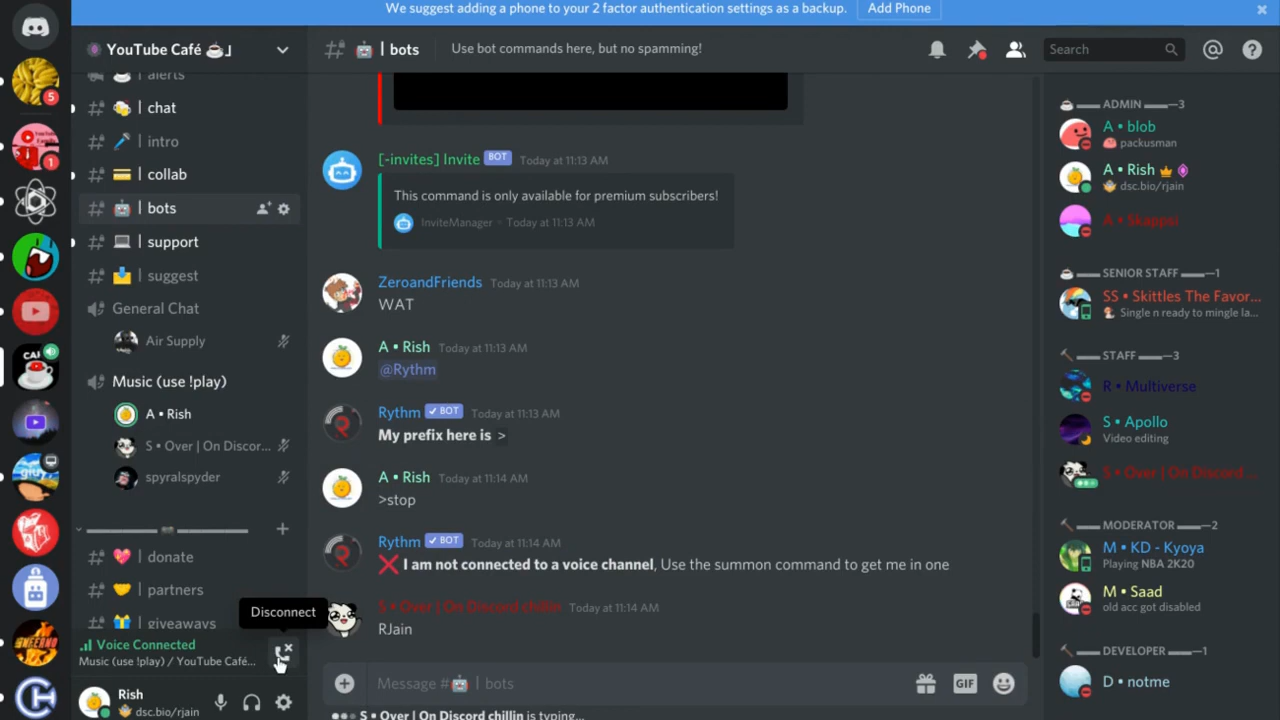 We suggest adding a phone to your 2 factor authentication settings as a backup.
Add Phone
YouTube Café
| bots
Use bot commands here, but no spamming!
Search
5
1
| alerts
| chat
| intro
| collab
| bots
| support
| suggest
General Chat
Air Supply
Music (use !play)
A • Rish
S • Over | On Discor...
spyralspyder
| donate
| partners
| giveaways
Disconnect
Voice Connected
Music (use !play) / YouTube Café...
Rish
dsc.bio/rjain
[-invites] Invite BOT Today at 11:13 AM
This command is only available for premium subscribers!
InviteManager • Today at 11:13 AM
ZeroandFriends Today at 11:13 AM
WAT
A • Rish Today at 11:13 AM
@Rythm
Rythm ✔ BOT Today at 11:13 AM
My prefix here is >
A • Rish Today at 11:14 AM
>stop
Rythm ✔ BOT Today at 11:14 AM
❌ I am not connected to a voice channel, Use the summon command to get me in one
S • Over | On Discord chillin Today at 11:14 AM
RJain
Message # | bots
GIF
S • Over | On Discord chillin is typing...
ADMIN —3
A • blob
packusman
A • Rish
dsc.bio/rjain
A • Skappsi
SENIOR STAFF —1
SS • Skittles The Favor...
Single n ready to mingle la...
STAFF —3
R • Multiverse
S • Apollo
Video editing
S • Over | On Discord ...
MODERATOR —2
M • KD - Kyoya
Playing NBA 2K20
M • Saad
old acc got disabled
DEVELOPER —1
D • notme